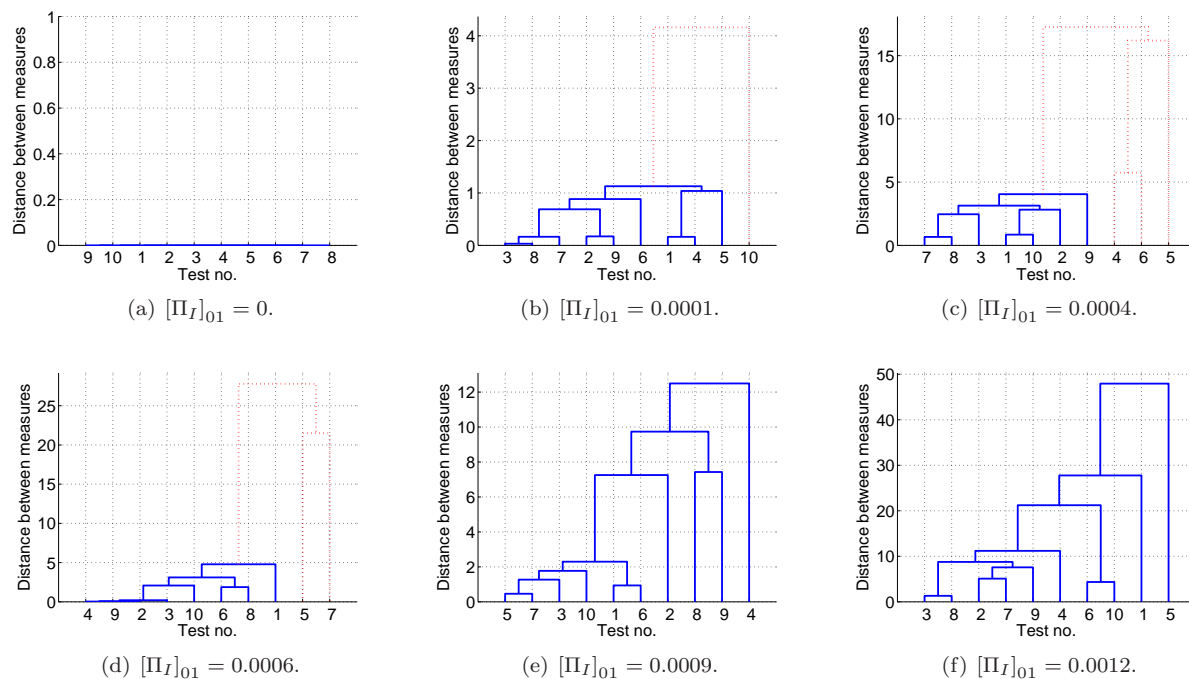 Distance between measures
1
0.8
0.6
0.4
0.2
0
9 10 1 2 3 4 5 6 7 8
Test no.
(a) [Π_I]_01 = 0.
Distance between measures
4
3
2
1
0
3 8 7 2 9 6 1 4 5 10
Test no.
(b) [Π_I]_01 = 0.0001.
Distance between measures
15
10
5
0
7 8 3 1 10 2 9 4 6 5
Test no.
(c) [Π_I]_01 = 0.0004.
Distance between measures
25
20
15
10
5
0
4 9 2 3 10 6 8 1 5 7
Test no.
(d) [Π_I]_01 = 0.0006.
Distance between measures
12
10
8
6
4
2
0
5 7 3 10 1 6 2 8 9 4
Test no.
(e) [Π_I]_01 = 0.0009.
Distance between measures
50
40
30
20
10
0
3 8 2 7 9 4 6 10 1 5
Test no.
(f) [Π_I]_01 = 0.0012.